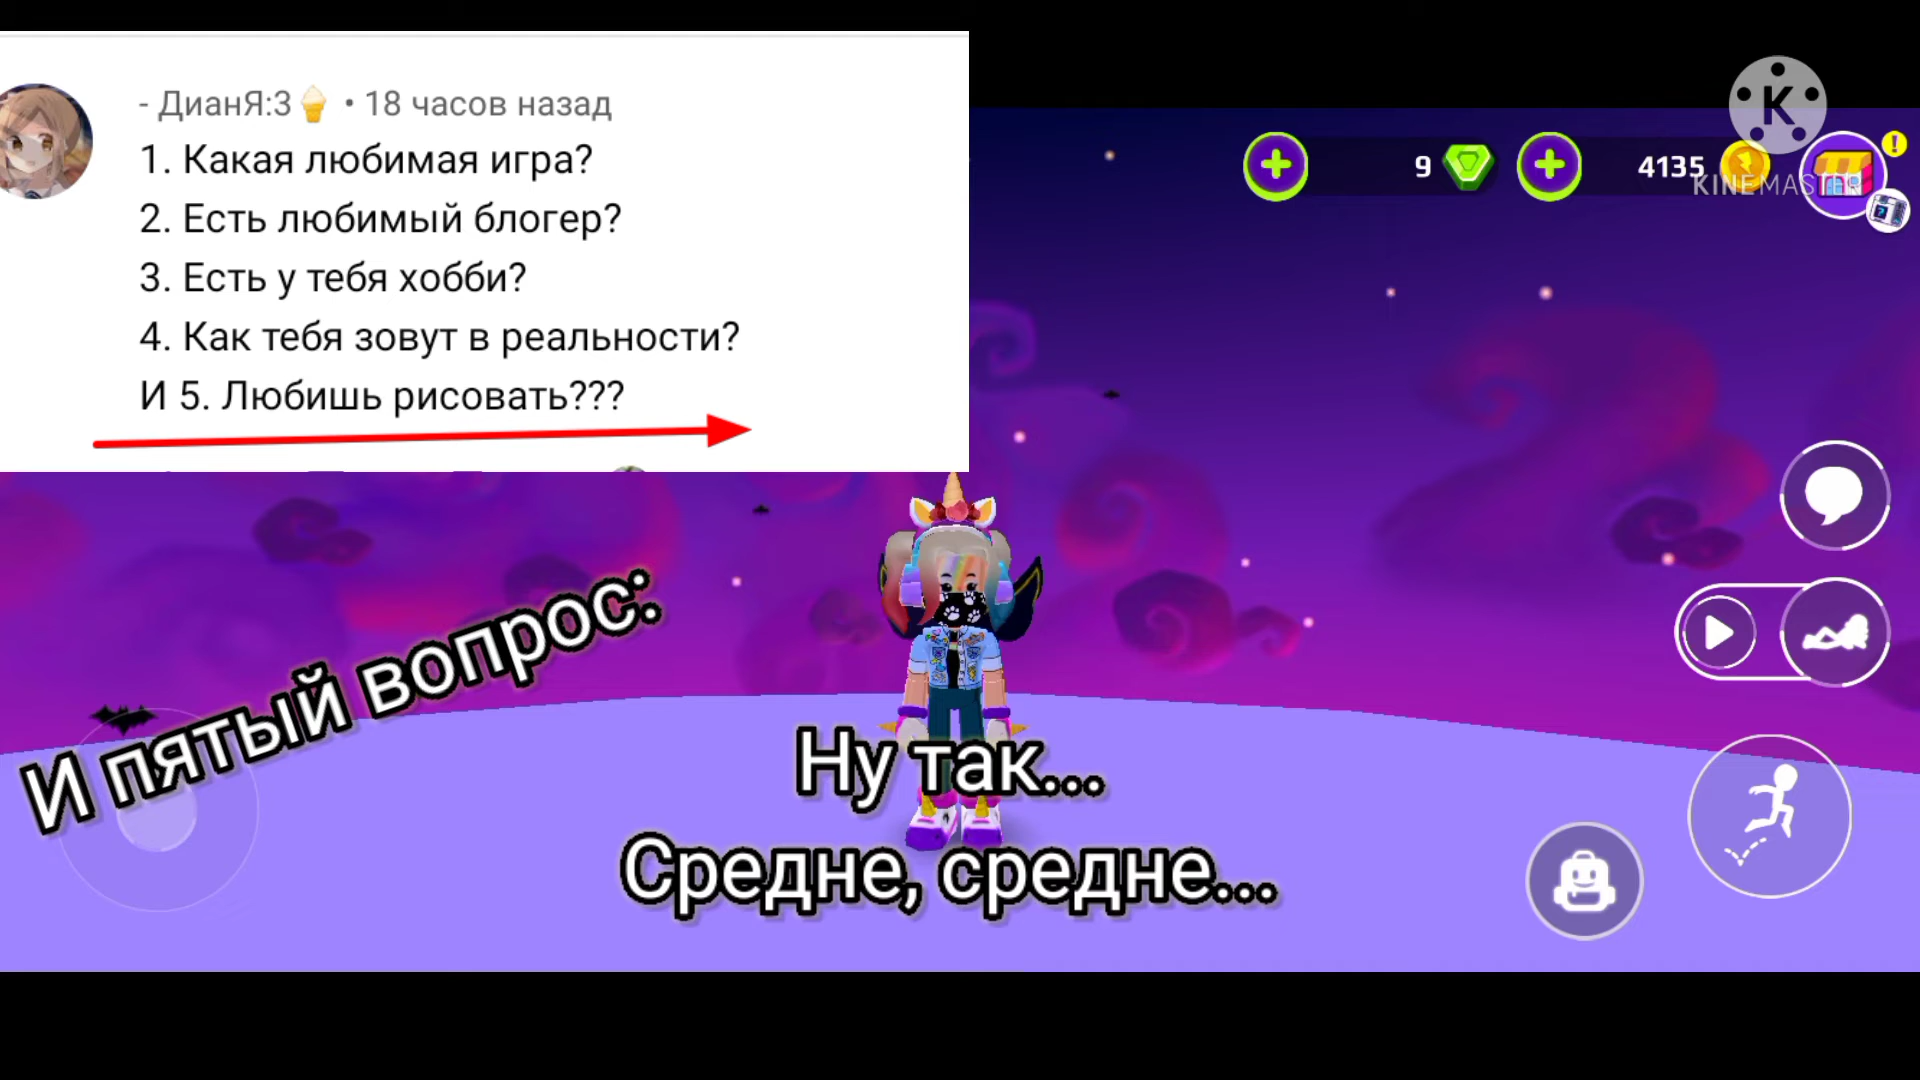 - ДианЯ:3🍦 • 18 часов назад
1. Какая любимая игра?
2. Есть любимый блогер?
3. Есть у тебя хобби?
4. Как тебя зовут в реальности?
И 5. Любишь рисовать???
9
4135
K
KINEMASTER
И пятый вопрос:
Ну так...
Средне, средне...